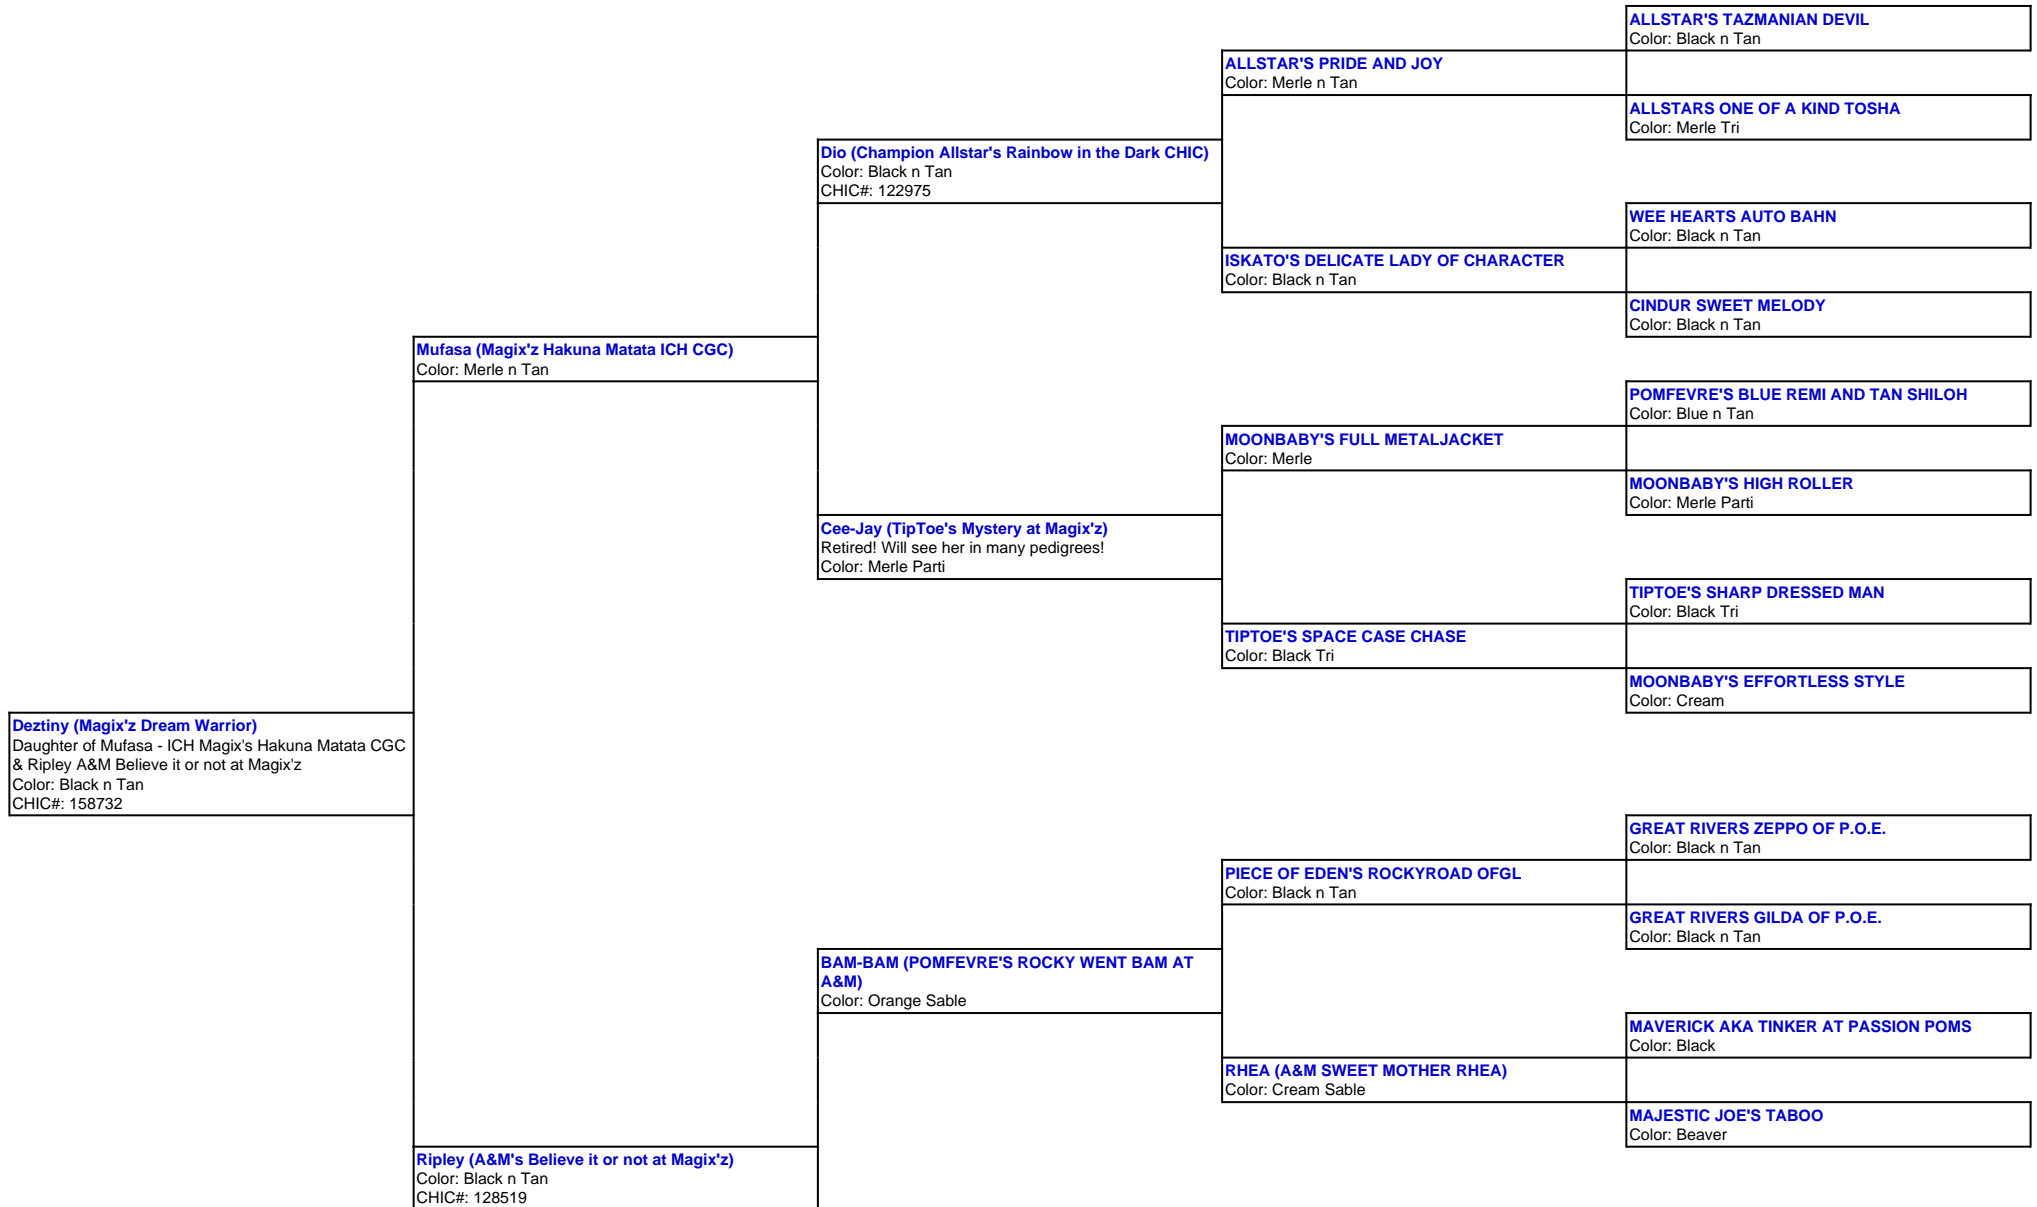 ALLSTAR'S TAZMANIAN DEVIL
Color: Black n Tan
ALLSTAR'S PRIDE AND JOY
Color: Merle n Tan
ALLSTARS ONE OF A KIND TOSHA
Color: Merle Tri
Dio (Champion Allstar's Rainbow in the Dark CHIC)
Color: Black n Tan
CHIC#: 122975
WEE HEARTS AUTO BAHN
Color: Black n Tan
ISKATO'S DELICATE LADY OF CHARACTER
Color: Black n Tan
CINDUR SWEET MELODY
Color: Black n Tan
Mufasa (Magix'z Hakuna Matata ICH CGC)
Color: Merle n Tan
POMFEVRE'S BLUE REMI AND TAN SHILOH
Color: Blue n Tan
MOONBABY'S FULL METALJACKET
Color: Merle
MOONBABY'S HIGH ROLLER
Color: Merle Parti
Cee-Jay (TipToe's Mystery at Magix'z)
Retired! Will see her in many pedigrees!
Color: Merle Parti
TIPTOE'S SHARP DRESSED MAN
Color: Black Tri
TIPTOE'S SPACE CASE CHASE
Color: Black Tri
MOONBABY'S EFFORTLESS STYLE
Color: Cream
Deztiny (Magix'z Dream Warrior)
Daughter of Mufasa - ICH Magix's Hakuna Matata CGC
& Ripley A&M Believe it or not at Magix'z
Color: Black n Tan
CHIC#: 158732
GREAT RIVERS ZEPPO OF P.O.E.
Color: Black n Tan
PIECE OF EDEN'S ROCKYROAD OFGL
Color: Black n Tan
GREAT RIVERS GILDA OF P.O.E.
Color: Black n Tan
BAM-BAM (POMFEVRE'S ROCKY WENT BAM AT
A&M)
Color: Orange Sable
MAVERICK AKA TINKER AT PASSION POMS
Color: Black
RHEA (A&M SWEET MOTHER RHEA)
Color: Cream Sable
MAJESTIC JOE'S TABOO
Color: Beaver
Ripley (A&M's Believe it or not at Magix'z)
Color: Black n Tan
CHIC#: 128519